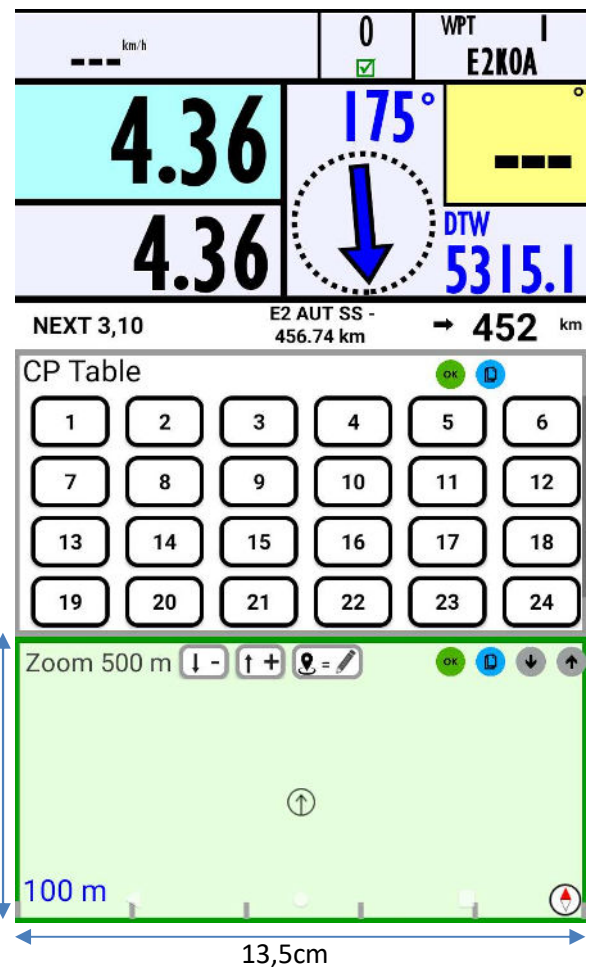 --- km/h
0
WPT 1
E2K0A
4.36
175°
°
---
4.36
DTW
5315.1
NEXT 3,10
E2 AUT SS -
456.74 km
➞ 452 km
CP Table OK
1 2 3 4 5 6
7 8 9 10 11 12
13 14 15 16 17 18
19 20 21 22 23 24
Zoom 500 m ↓ - ↑ + = OK
100 m
13,5cm